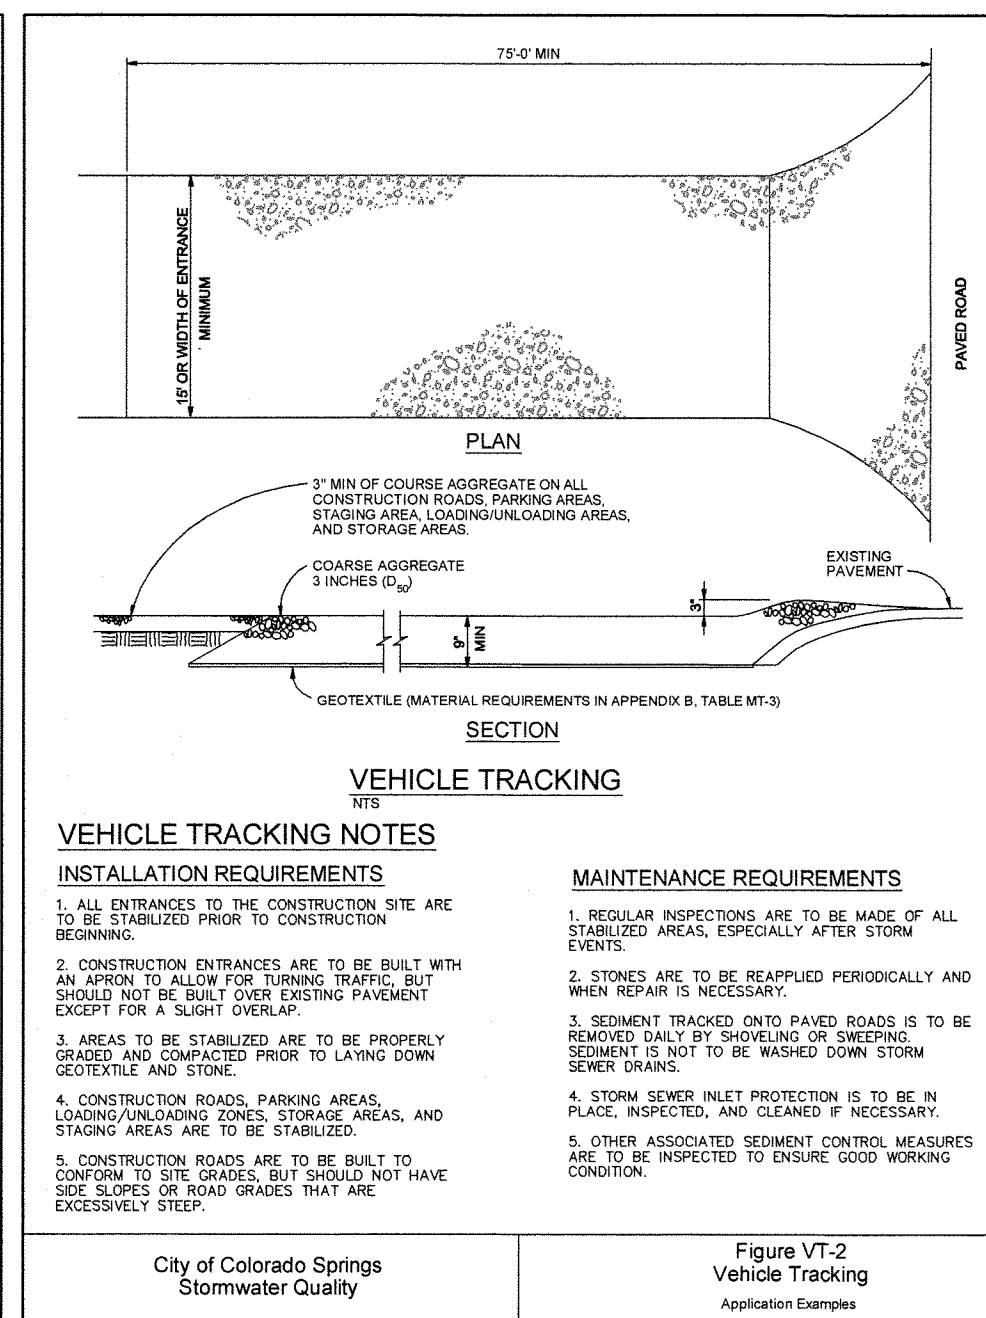 75'-0' MIN
15' OR WIDTH OF ENTRANCE
MINIMUM
PAVED ROAD
PLAN
3" MIN OF COURSE AGGREGATE ON ALL
CONSTRUCTION ROADS, PARKING AREAS,
STAGING AREA, LOADING/UNLOADING AREAS,
AND STORAGE AREAS.
COARSE AGGREGATE
3 INCHES (D50)
EXISTING
PAVEMENT
3"
9"
MIN
GEOTEXTILE (MATERIAL REQUIREMENTS IN APPENDIX B, TABLE MT-3)
SECTION
VEHICLE TRACKING
NTS
VEHICLE TRACKING NOTES
INSTALLATION REQUIREMENTS
1. ALL ENTRANCES TO THE CONSTRUCTION SITE ARE
TO BE STABILIZED PRIOR TO CONSTRUCTION
BEGINNING.
2. CONSTRUCTION ENTRANCES ARE TO BE BUILT WITH
AN APRON TO ALLOW FOR TURNING TRAFFIC, BUT
SHOULD NOT BE BUILT OVER EXISTING PAVEMENT
EXCEPT FOR A SLIGHT OVERLAP.
3. AREAS TO BE STABILIZED ARE TO BE PROPERLY
GRADED AND COMPACTED PRIOR TO LAYING DOWN
GEOTEXTILE AND STONE.
4. CONSTRUCTION ROADS, PARKING AREAS,
LOADING/UNLOADING ZONES, STORAGE AREAS, AND
STAGING AREAS ARE TO BE STABILIZED.
5. CONSTRUCTION ROADS ARE TO BE BUILT TO
CONFORM TO SITE GRADES, BUT SHOULD NOT HAVE
SIDE SLOPES OR ROAD GRADES THAT ARE
EXCESSIVELY STEEP.
MAINTENANCE REQUIREMENTS
1. REGULAR INSPECTIONS ARE TO BE MADE OF ALL
STABILIZED AREAS, ESPECIALLY AFTER STORM
EVENTS.
2. STONES ARE TO BE REAPPLIED PERIODICALLY AND
WHEN REPAIR IS NECESSARY.
3. SEDIMENT TRACKED ONTO PAVED ROADS IS TO BE
REMOVED DAILY BY SHOVELING OR SWEEPING.
SEDIMENT IS NOT TO BE WASHED DOWN STORM
SEWER DRAINS.
4. STORM SEWER INLET PROTECTION IS TO BE IN
PLACE, INSPECTED, AND CLEANED IF NECESSARY.
5. OTHER ASSOCIATED SEDIMENT CONTROL MEASURES
ARE TO BE INSPECTED TO ENSURE GOOD WORKING
CONDITION.
City of Colorado Springs
Stormwater Quality
Figure VT-2
Vehicle Tracking
Application Examples